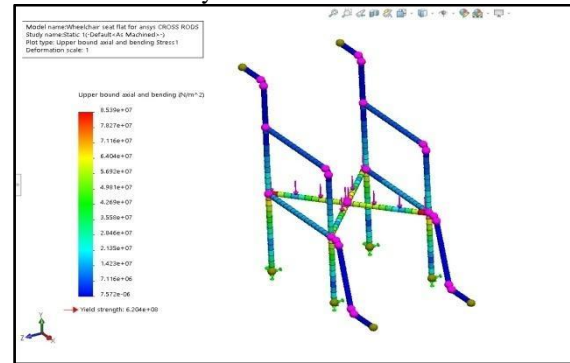 Model name:Wheelchair seat flat for ansys CROSS RODS
Study name:Static 1(-Default<As Machined>-)
Plot type: Upper bound axial and bending Stress1
Deformation scale: 1
Upper bound axial and bending (N/m^2)
8.539e+07
7.827e+07
7.116e+07
6.404e+07
5.692e+07
4.981e+07
4.269e+07
3.558e+07
2.846e+07
2.135e+07
1.423e+07
7.116e+06
7.572e-06
Yield strength: 6.204e+08
Y
Z
X